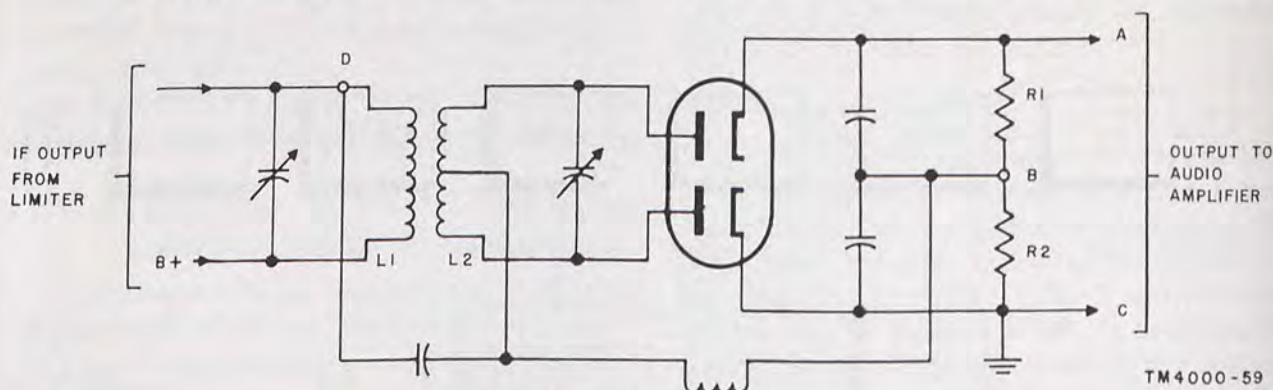 D
A
R1
IF OUTPUT
FROM
LIMITER
B
OUTPUT TO
AUDIO
AMPLIFIER
B+
L1
L2
R2
C
TM4000-59